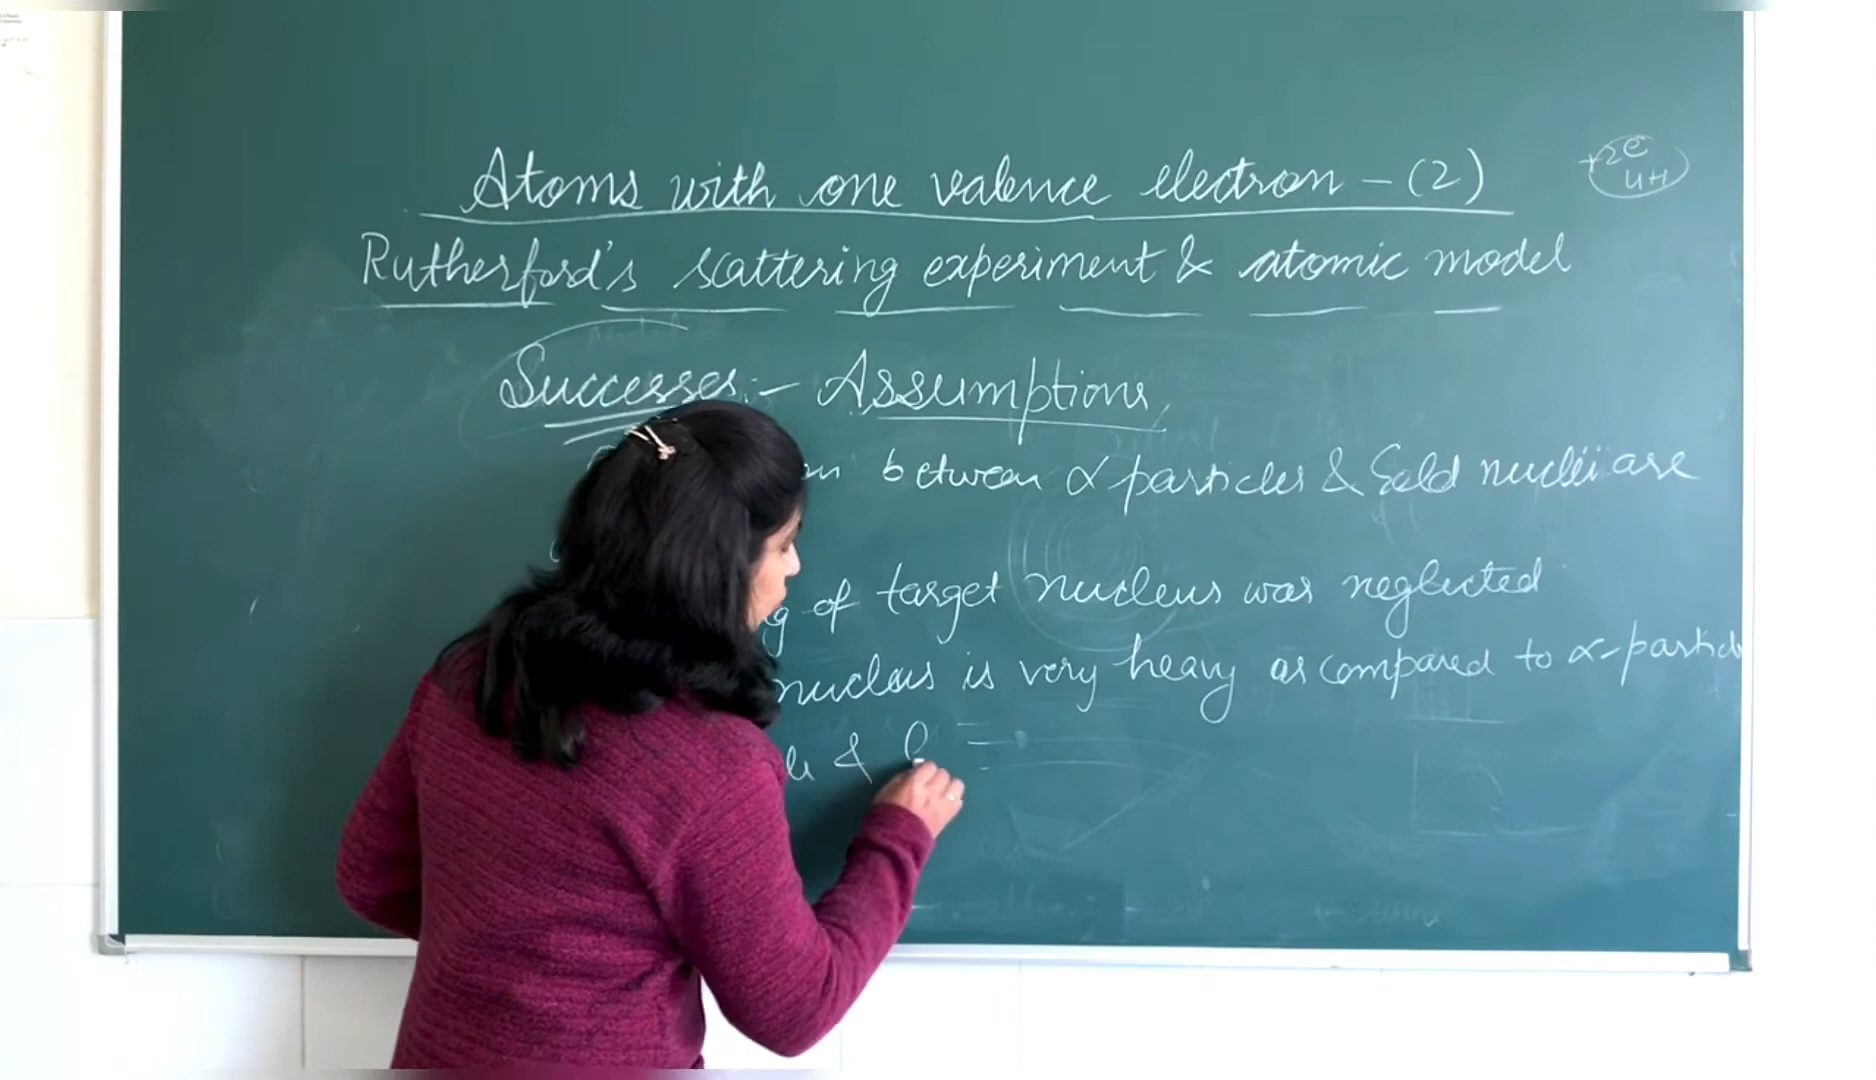 Atoms with one valence electron - (2)
+2e
4H
Rutherford's scattering experiment & atomic model
Successes:- Assumptions
between α particles & Gold nuclei are
of target nucleus was neglected
nucleus is very heavy as compared to α-particle
&